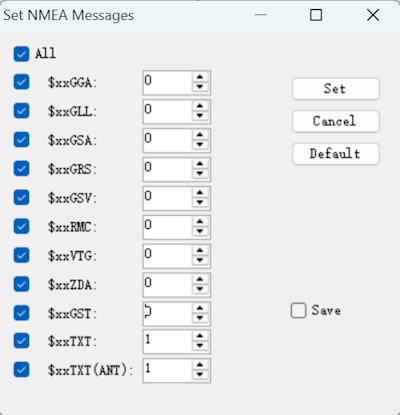 Set NMEA Messages
All
$xxGGA: 0
Set
$xxGLL: 0
Cancel
$xxGSA: 0
Default
$xxGRS: 0
$xxGSV: 0
$xxRMC: 0
$xxVTG: 0
$xxZDA: 0
$xxGST:
Save
$xxTXT: 1
$xxTXT(ANT): 1